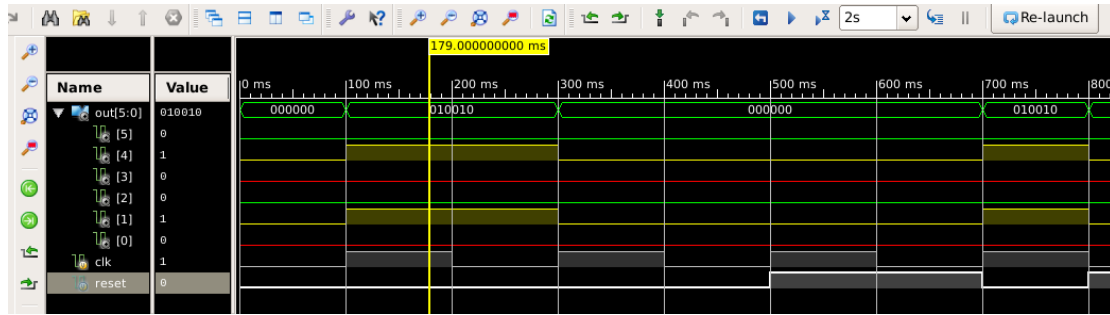 2s Re-launch
179.000000000 ms
Name Value 0 ms 100 ms 200 ms 300 ms 400 ms 500 ms 600 ms 700 ms 800
out[5:0] 010010 000000 010010 000000 010010
[5] 0
[4] 1
[3] 0
[2] 0
[1] 1
[0] 0
clk 1
reset 0